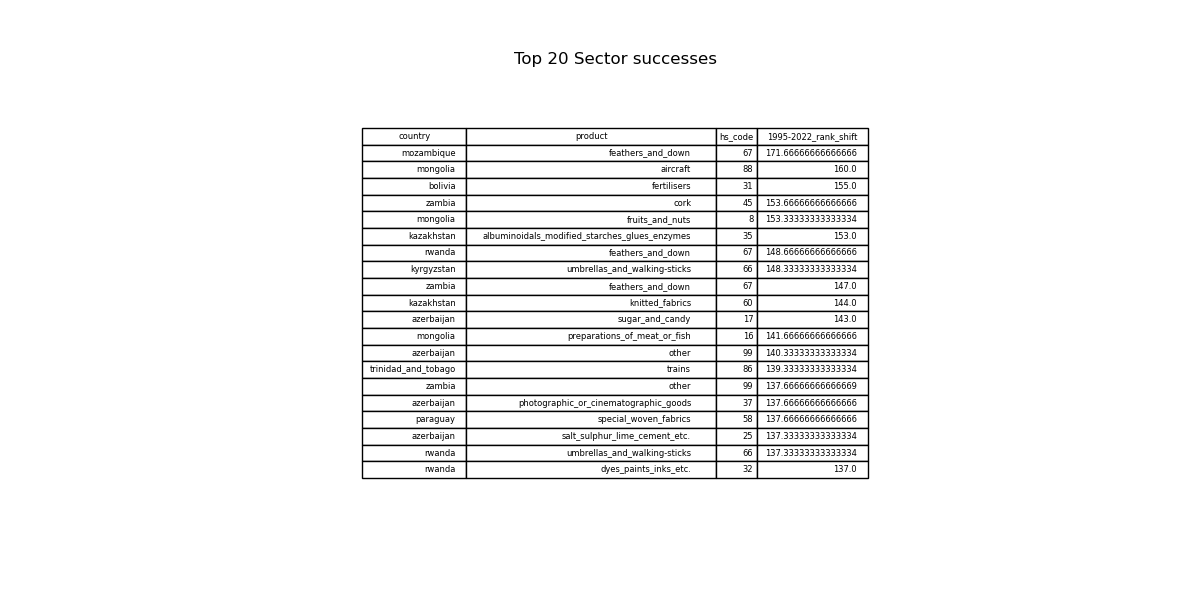 Top 20 Sector successes
country product hs_code 1995-2022_rank_shift
mozambique feathers_and_down 67 171.66666666666666
mongolia aircraft 88 160.0
bolivia fertilisers 31 155.0
zambia cork 45 153.66666666666666
mongolia fruits_and_nuts 8 153.33333333333334
kazakhstan albuminoidals_modified_starches_glues_enzymes 35 153.0
rwanda feathers_and_down 67 148.66666666666666
kyrgyzstan umbrellas_and_walking-sticks 66 148.33333333333334
zambia feathers_and_down 67 147.0
kazakhstan knitted_fabrics 60 144.0
azerbaijan sugar_and_candy 17 143.0
mongolia preparations_of_meat_or_fish 16 141.66666666666666
azerbaijan other 99 140.33333333333334
trinidad_and_tobago trains 86 139.33333333333334
zambia other 99 137.66666666666669
azerbaijan photographic_or_cinematographic_goods 37 137.66666666666666
paraguay special_woven_fabrics 58 137.66666666666666
azerbaijan salt_sulphur_lime_cement_etc. 25 137.33333333333334
rwanda umbrellas_and_walking-sticks 66 137.33333333333334
rwanda dyes_paints_inks_etc. 32 137.0